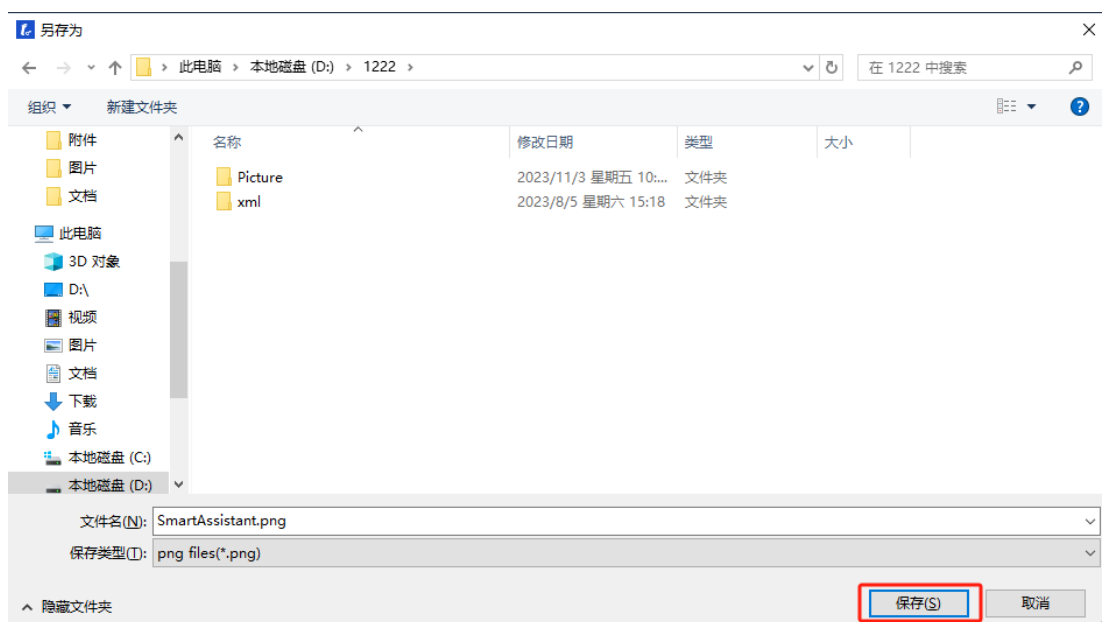 另存为
此电脑 › 本地磁盘 (D:) › 1222 ›
在 1222 中搜索
组织 新建文件夹
名称 修改日期 类型 大小
Picture 2023/11/3 星期五 10:... 文件夹
xml 2023/8/5 星期六 15:18 文件夹
附件
图片
文档
此电脑
3D 对象
D:\
视频
图片
文档
下载
音乐
本地磁盘 (C:)
本地磁盘 (D:)
文件名(N): SmartAssistant.png
保存类型(T): png files(*.png)
隐藏文件夹 保存(S) 取消